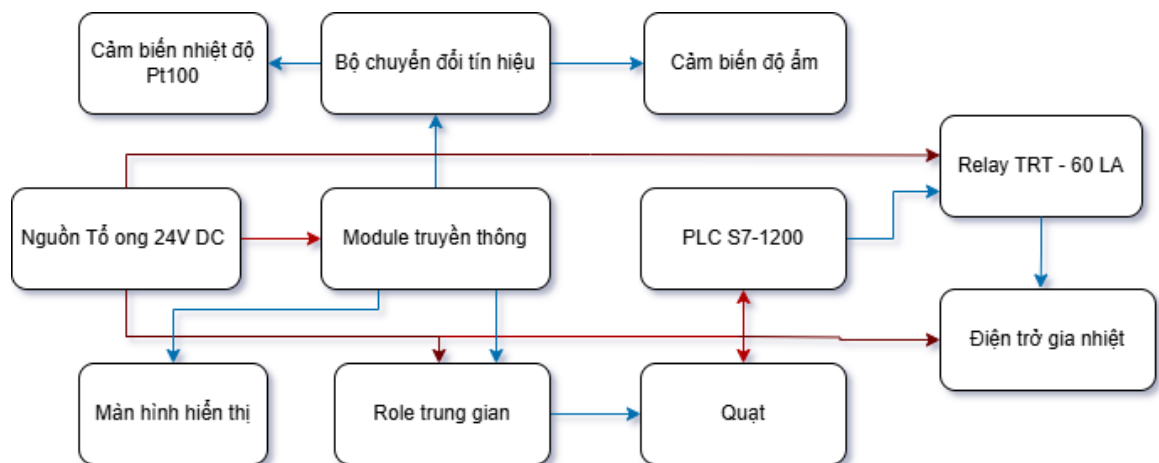 Cảm biến nhiệt độ
Pt100
Bộ chuyển đổi tín hiệu
Cảm biến độ ẩm
Relay TRT - 60 LA
Nguồn Tổ ong 24V DC
Module truyền thông
PLC S7-1200
Điện trở gia nhiệt
Màn hình hiển thị
Role trung gian
Quạt